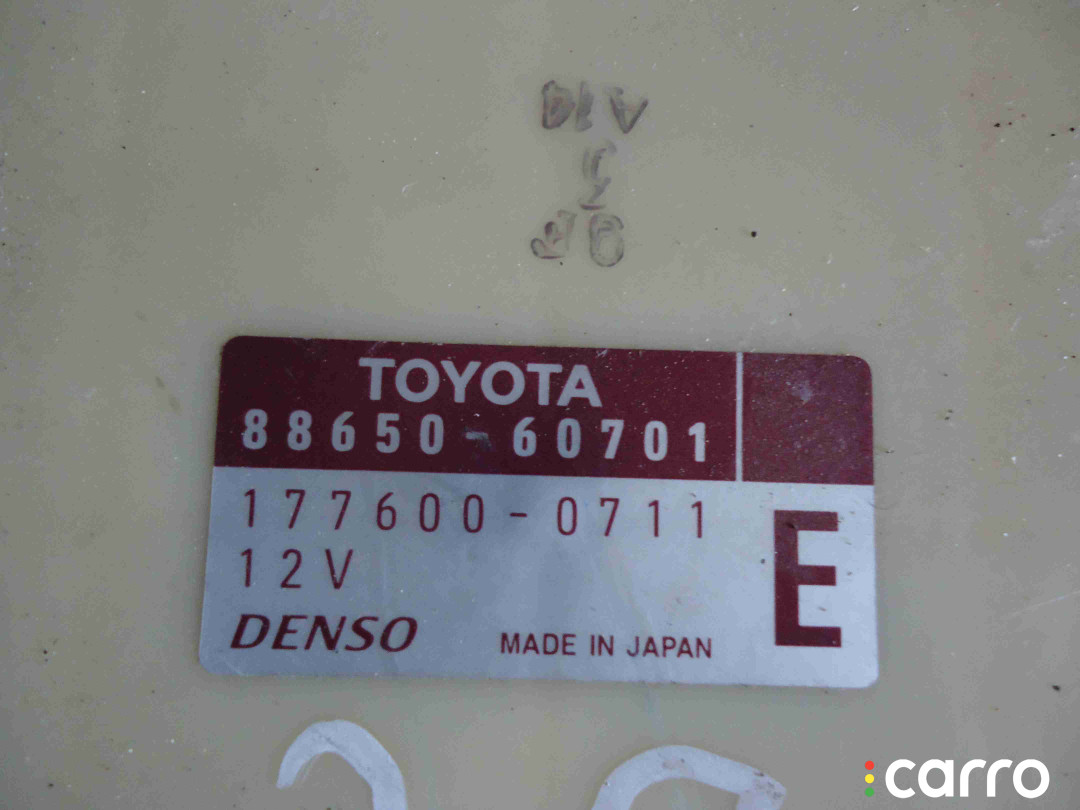 TOYOTA
88650-60701
177600-0711
12V
E
DENSO
MADE IN JAPAN
carro